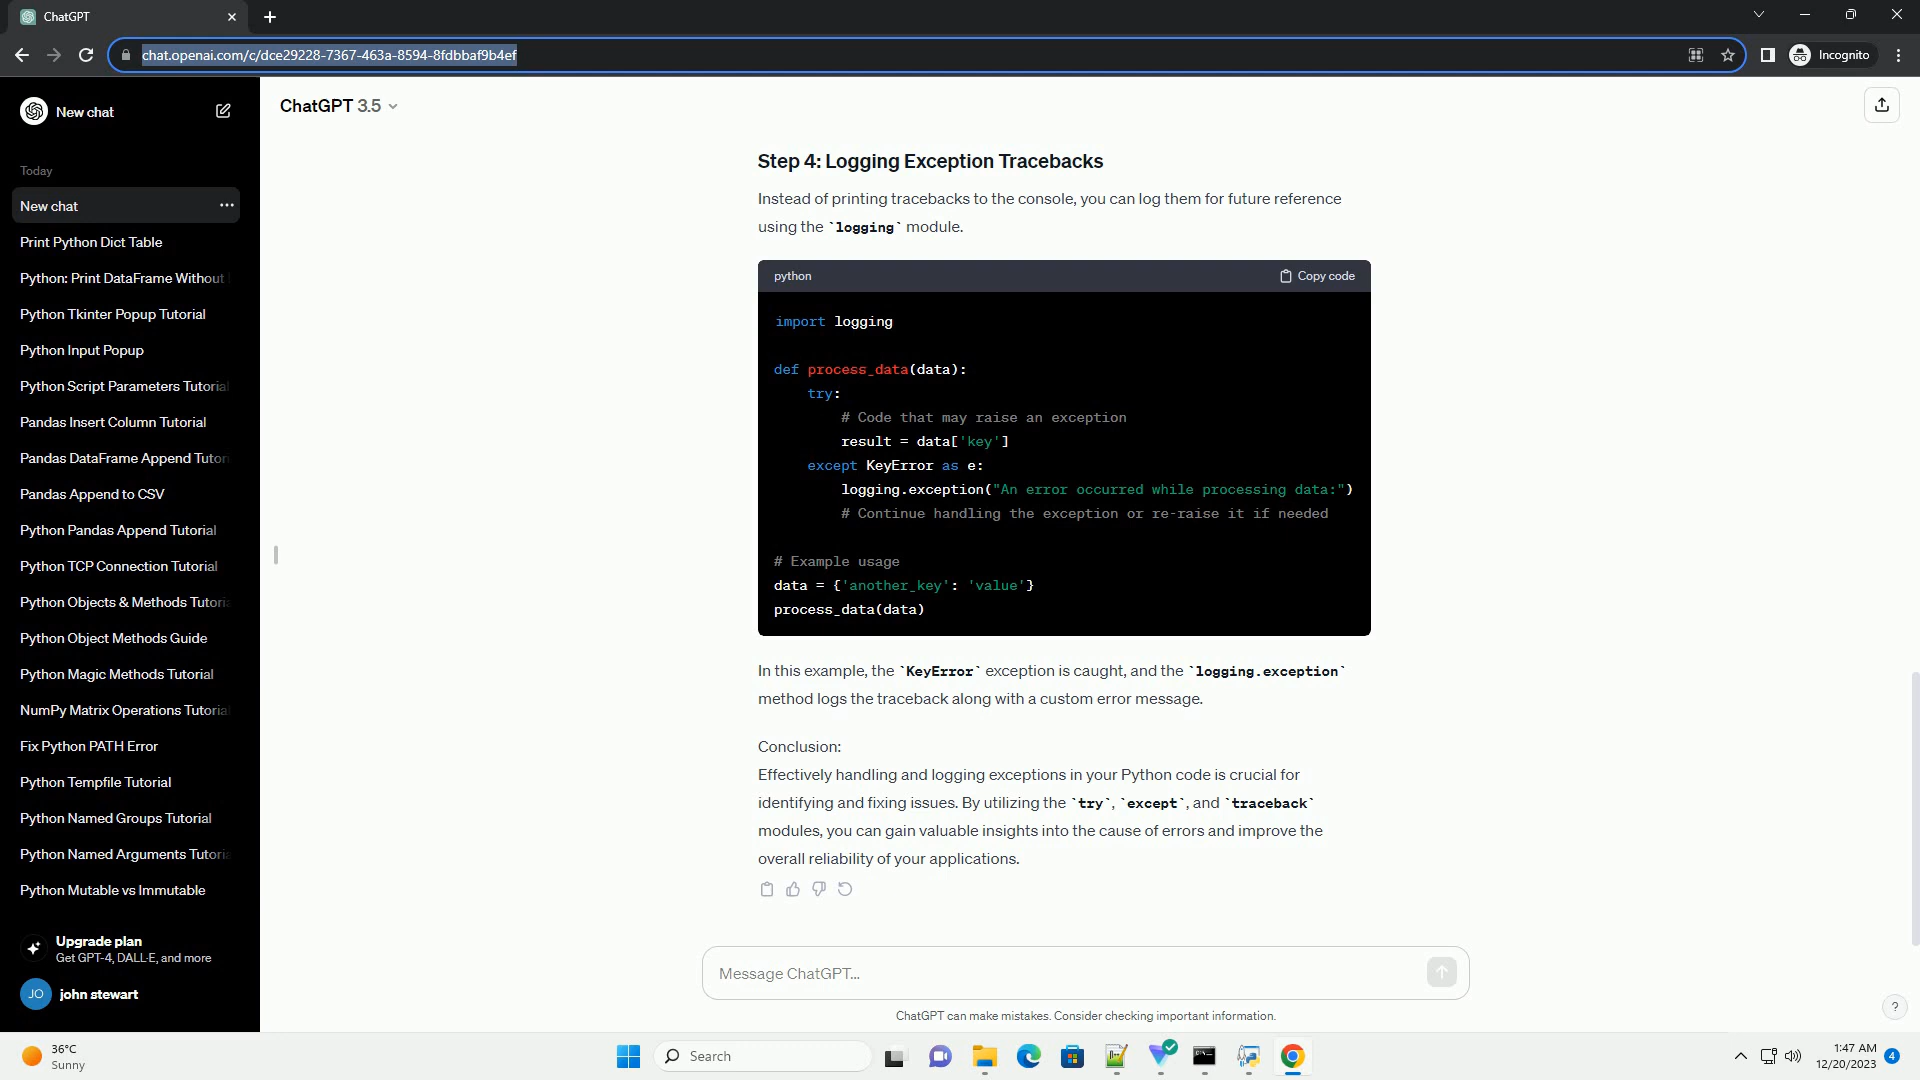 ChatGPT
chat.openai.com/c/dce29228-7367-463a-8594-8fdbbaf9b4ef
Incognito
New chat
Today
New chat
Print Python Dict Table
Python: Print DataFrame Without
Python Tkinter Popup Tutorial
Python Input Popup
Python Script Parameters Tutorial
Pandas Insert Column Tutorial
Pandas DataFrame Append Tutor
Pandas Append to CSV
Python Pandas Append Tutorial
Python TCP Connection Tutorial
Python Objects & Methods Tutoria
Python Object Methods Guide
Python Magic Methods Tutorial
NumPy Matrix Operations Tutorial
Fix Python PATH Error
Python Tempfile Tutorial
Python Named Groups Tutorial
Python Named Arguments Tutoria
Python Mutable vs Immutable
Upgrade plan
Get GPT-4, DALL·E, and more
JO john stewart
ChatGPT 3.5
Step 4: Logging Exception Tracebacks
Instead of printing tracebacks to the console, you can log them for future reference
using the `logging` module.
python Copy code
import logging
def process_data(data):
try:
# Code that may raise an exception
result = data['key']
except KeyError as e:
logging.exception("An error occurred while processing data:")
# Continue handling the exception or re-raise it if needed
# Example usage
data = {'another_key': 'value'}
process_data(data)
In this example, the `KeyError` exception is caught, and the `logging.exception`
method logs the traceback along with a custom error message.
Conclusion:
Effectively handling and logging exceptions in your Python code is crucial for
identifying and fixing issues. By utilizing the `try`, `except`, and `traceback`
modules, you can gain valuable insights into the cause of errors and improve the
overall reliability of your applications.
Message ChatGPT...
ChatGPT can make mistakes. Consider checking important information.
?
36°C
Sunny
Search
1:47 AM
12/20/2023
4